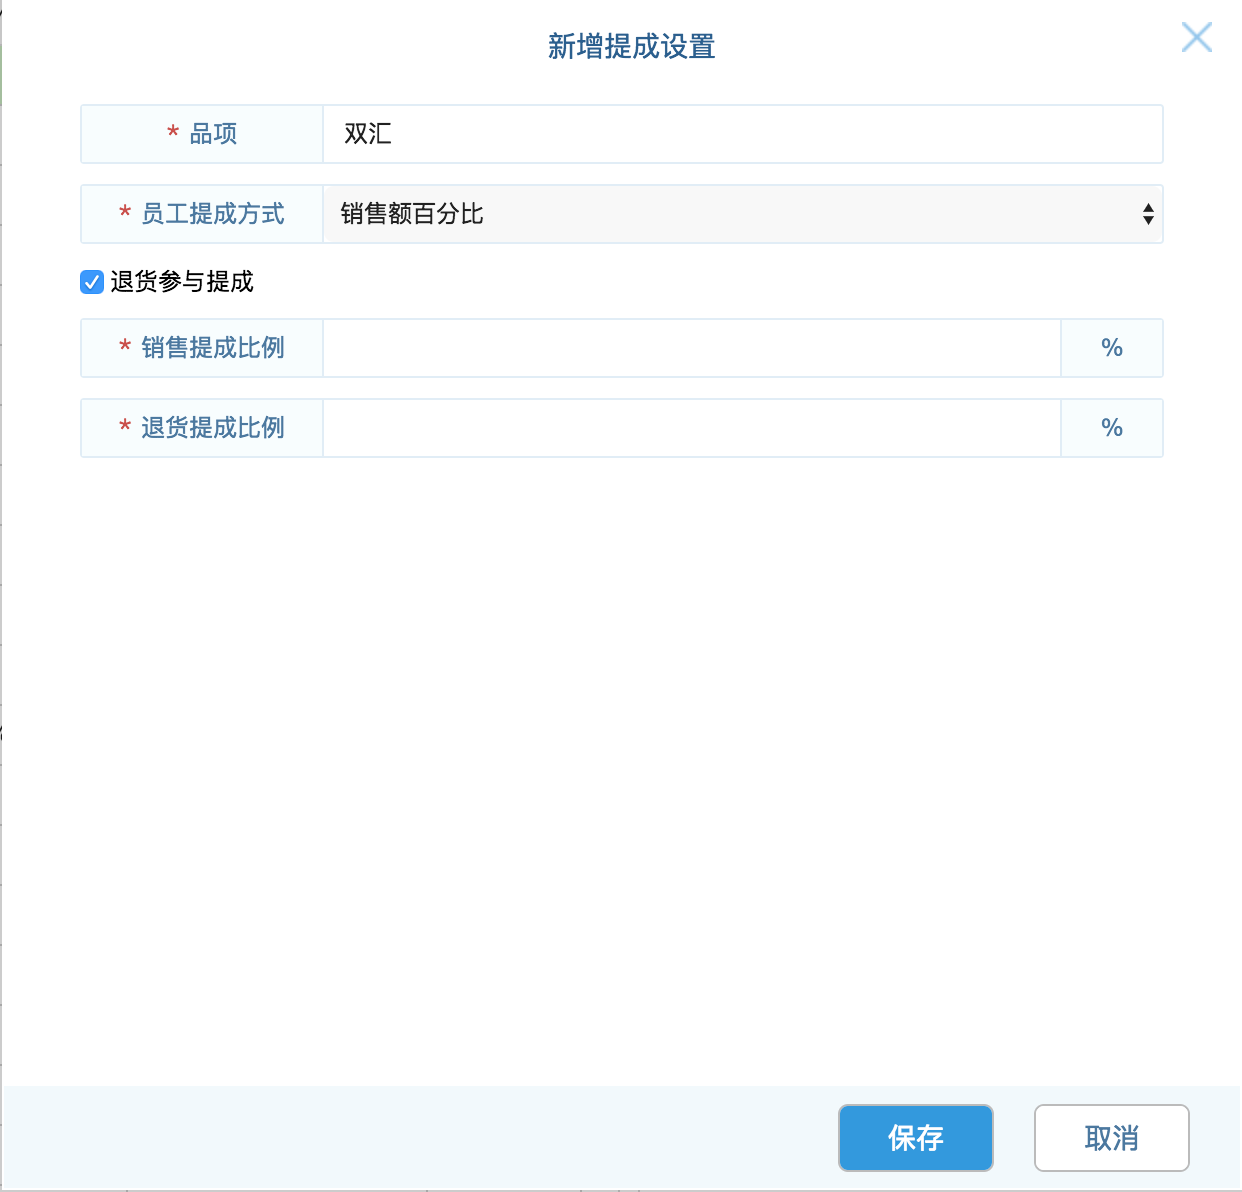 新增提成设置
* 品项 双汇
* 员工提成方式 销售额百分比
退货参与提成
* 销售提成比例 %
* 退货提成比例 %
保存 取消